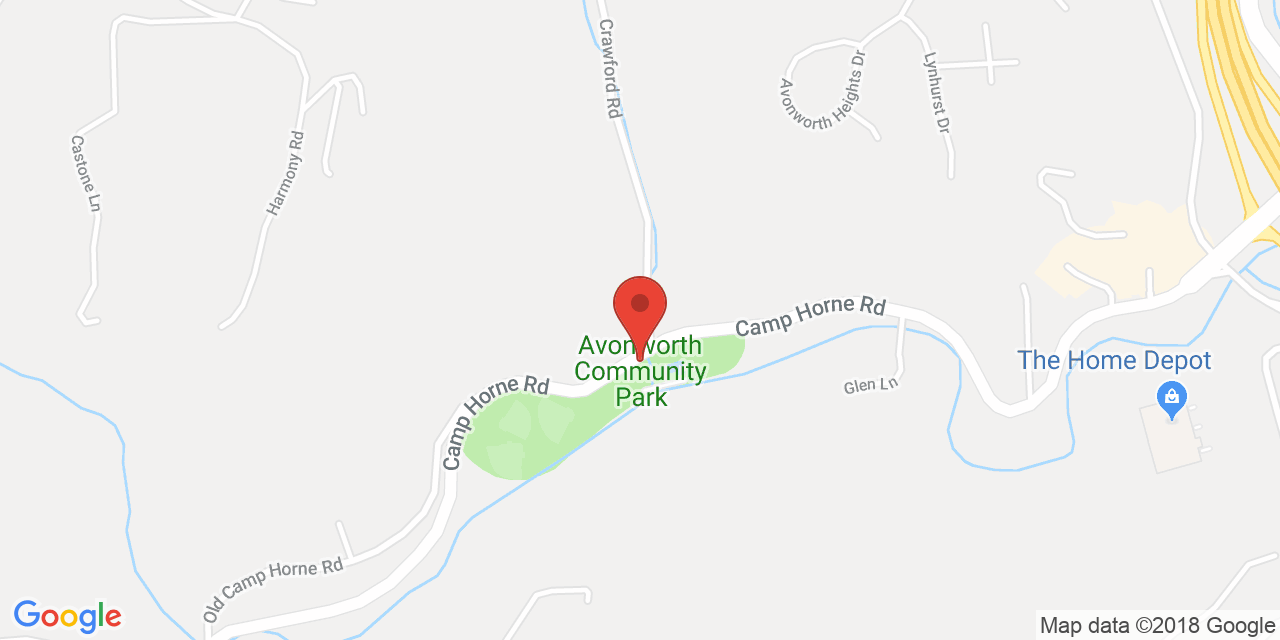 Crawford Rd
Avonworth Heights Dr
Lynhurst Dr
Castone Ln
Harmony Rd
Camp Horne Rd
Avonworth
Community
Park
The Home Depot
Camp Horne Rd
Glen Ln
Old Camp Horne Rd
Google
Map data ©2018 Google